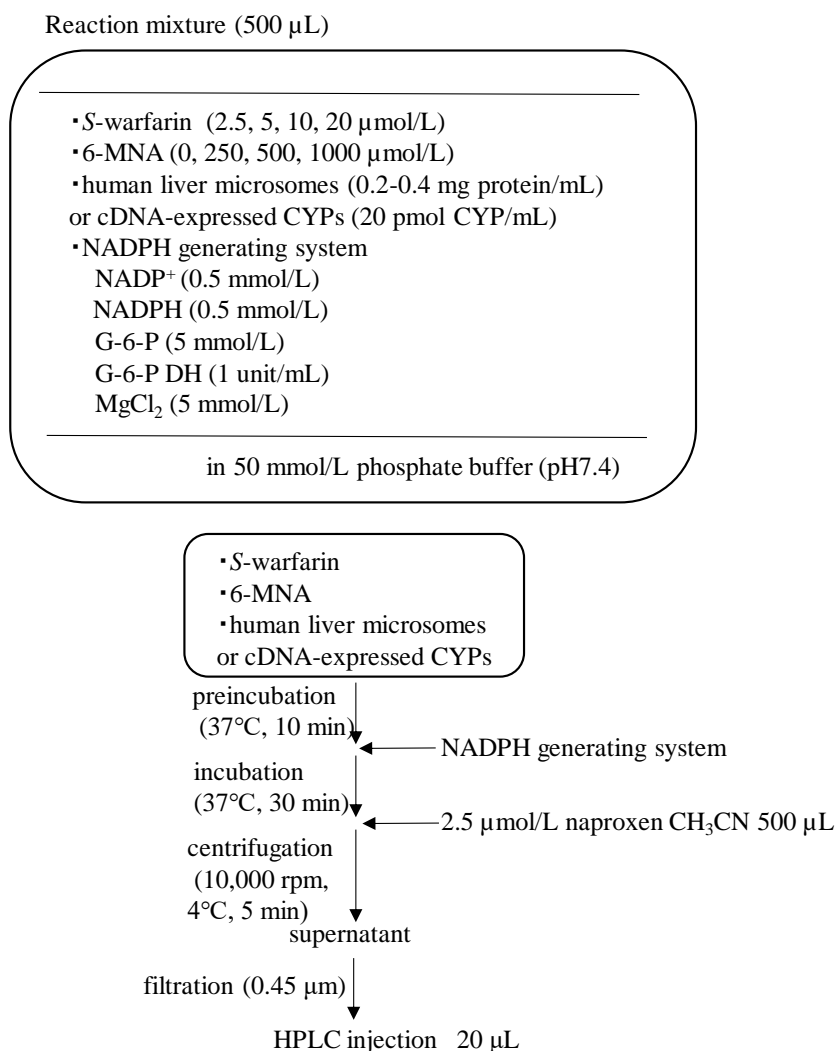 Reaction mixture (500 µL)
・S-warfarin (2.5, 5, 10, 20 µmol/L)
・6-MNA (0, 250, 500, 1000 µmol/L)
・human liver microsomes (0.2-0.4 mg protein/mL)
or cDNA-expressed CYPs (20 pmol CYP/mL)
・NADPH generating system
NADP⁺ (0.5 mmol/L)
NADPH (0.5 mmol/L)
G-6-P (5 mmol/L)
G-6-P DH (1 unit/mL)
MgCl₂ (5 mmol/L)
in 50 mmol/L phosphate buffer (pH7.4)
・S-warfarin
・6-MNA
・human liver microsomes
or cDNA-expressed CYPs
preincubation
(37°C, 10 min)
NADPH generating system
incubation
(37°C, 30 min)
2.5 µmol/L naproxen CH₃CN 500 µL
centrifugation
(10,000 rpm,
4°C, 5 min)
supernatant
filtration (0.45 µm)
HPLC injection 20 µL